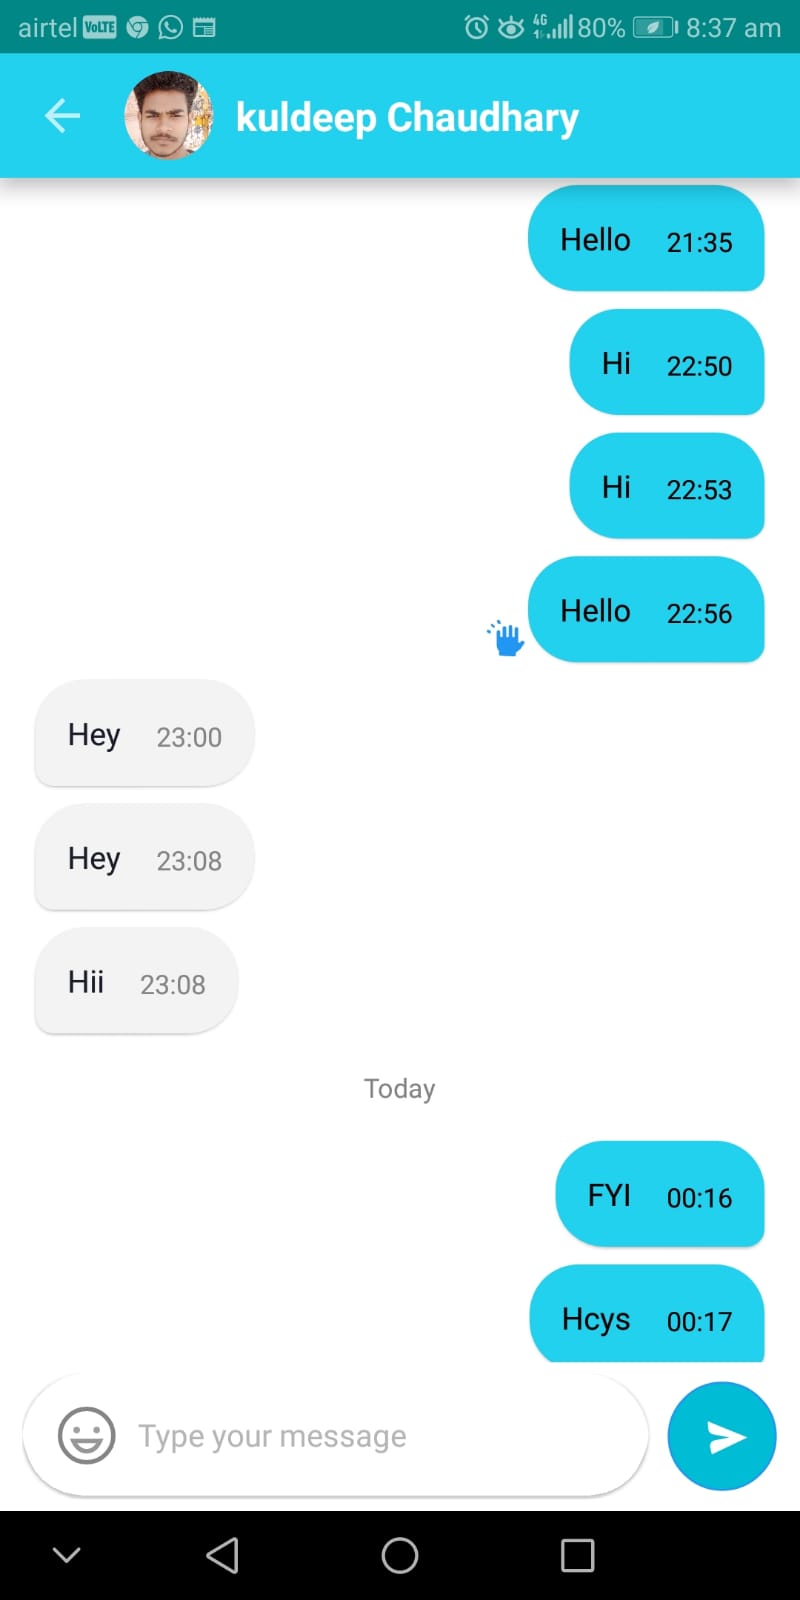 airtel VoLTE 4G 80% 8:37 am
kuldeep Chaudhary
Hello 21:35
Hi 22:50
Hi 22:53
Hello 22:56
Hey 23:00
Hey 23:08
Hii 23:08
Today
FYI 00:16
Hcys 00:17
Type your message